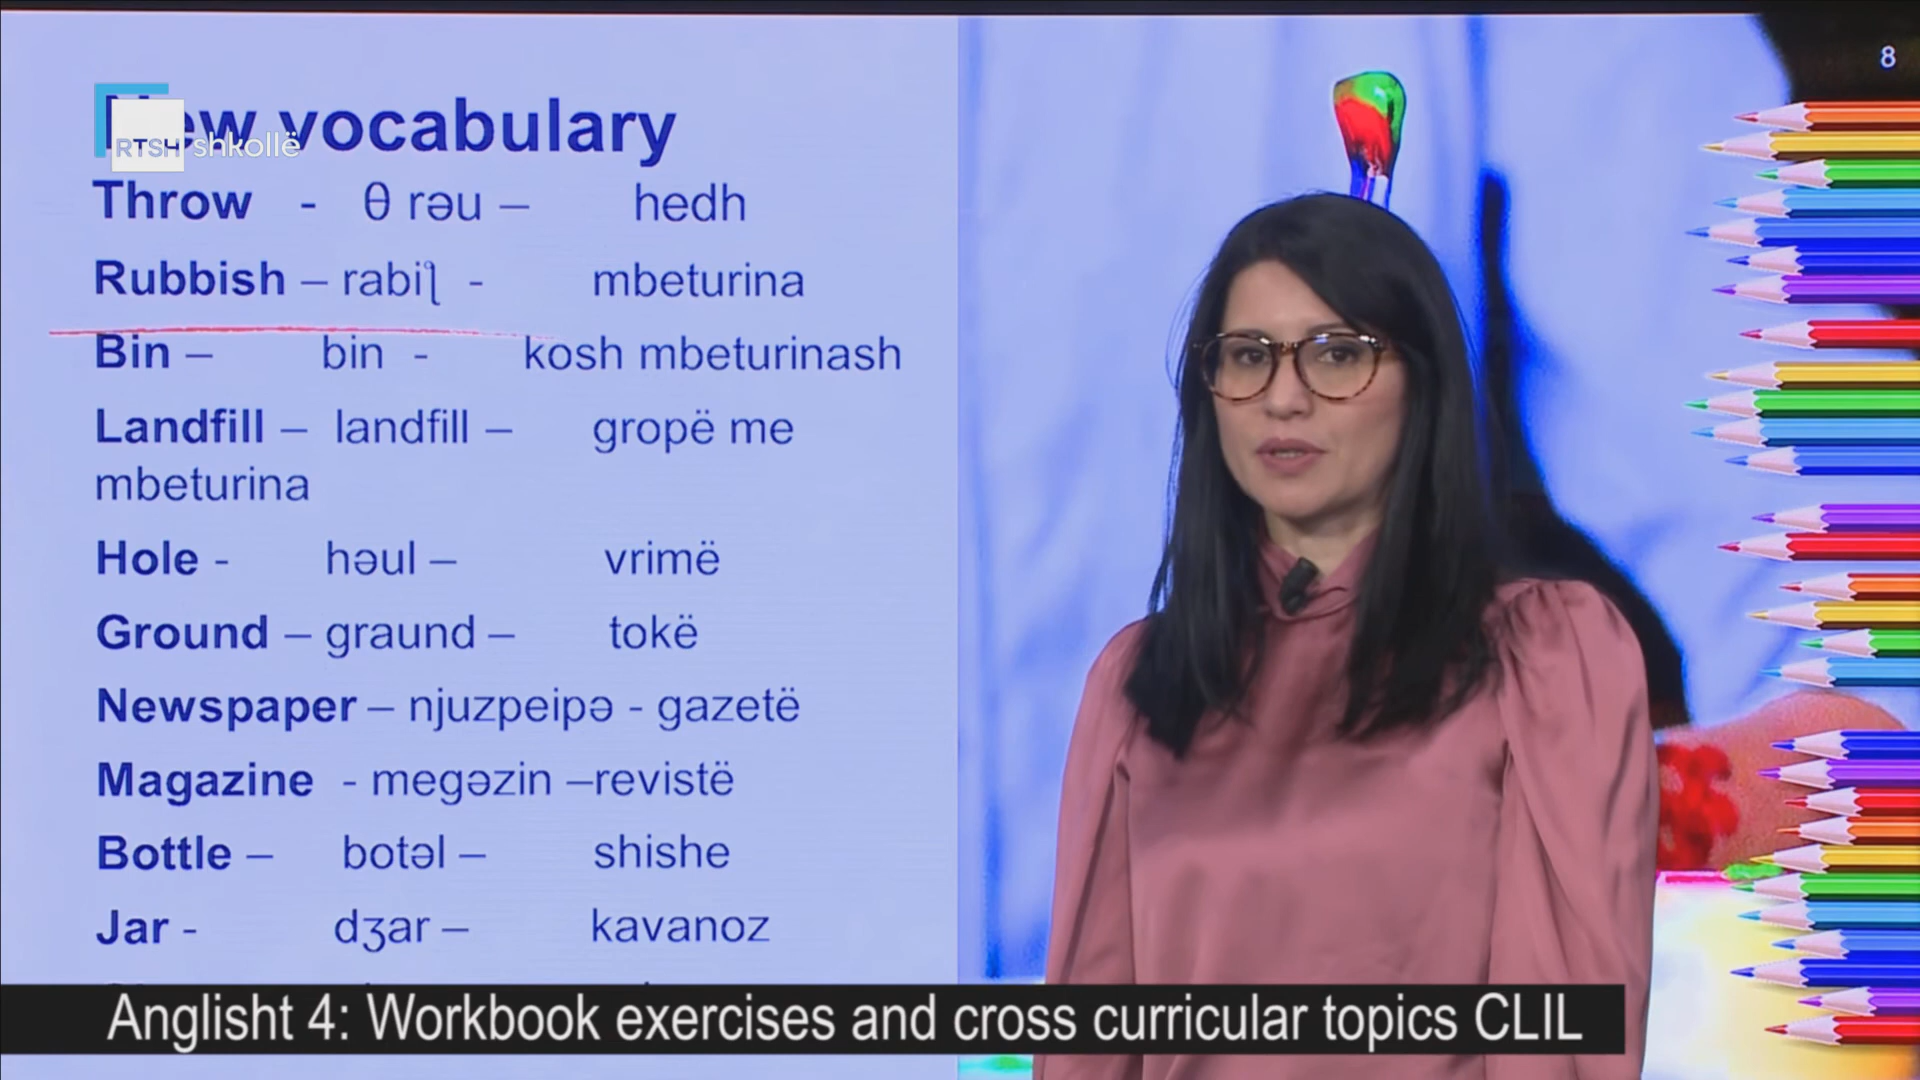 8
New vocabulary
RTSH shkollë
Throw - θ rəu – hedh
Rubbish – rabiʅ - mbeturina
Bin – bin - kosh mbeturinash
Landfill – landfill – gropë me
mbeturina
Hole - həul – vrimë
Ground – graund – tokë
Newspaper – njuzpeipə - gazetë
Magazine - megəzin –revistë
Bottle – botəl – shishe
Jar - dʒar – kavanoz
Anglisht 4: Workbook exercises and cross curricular topics CLIL